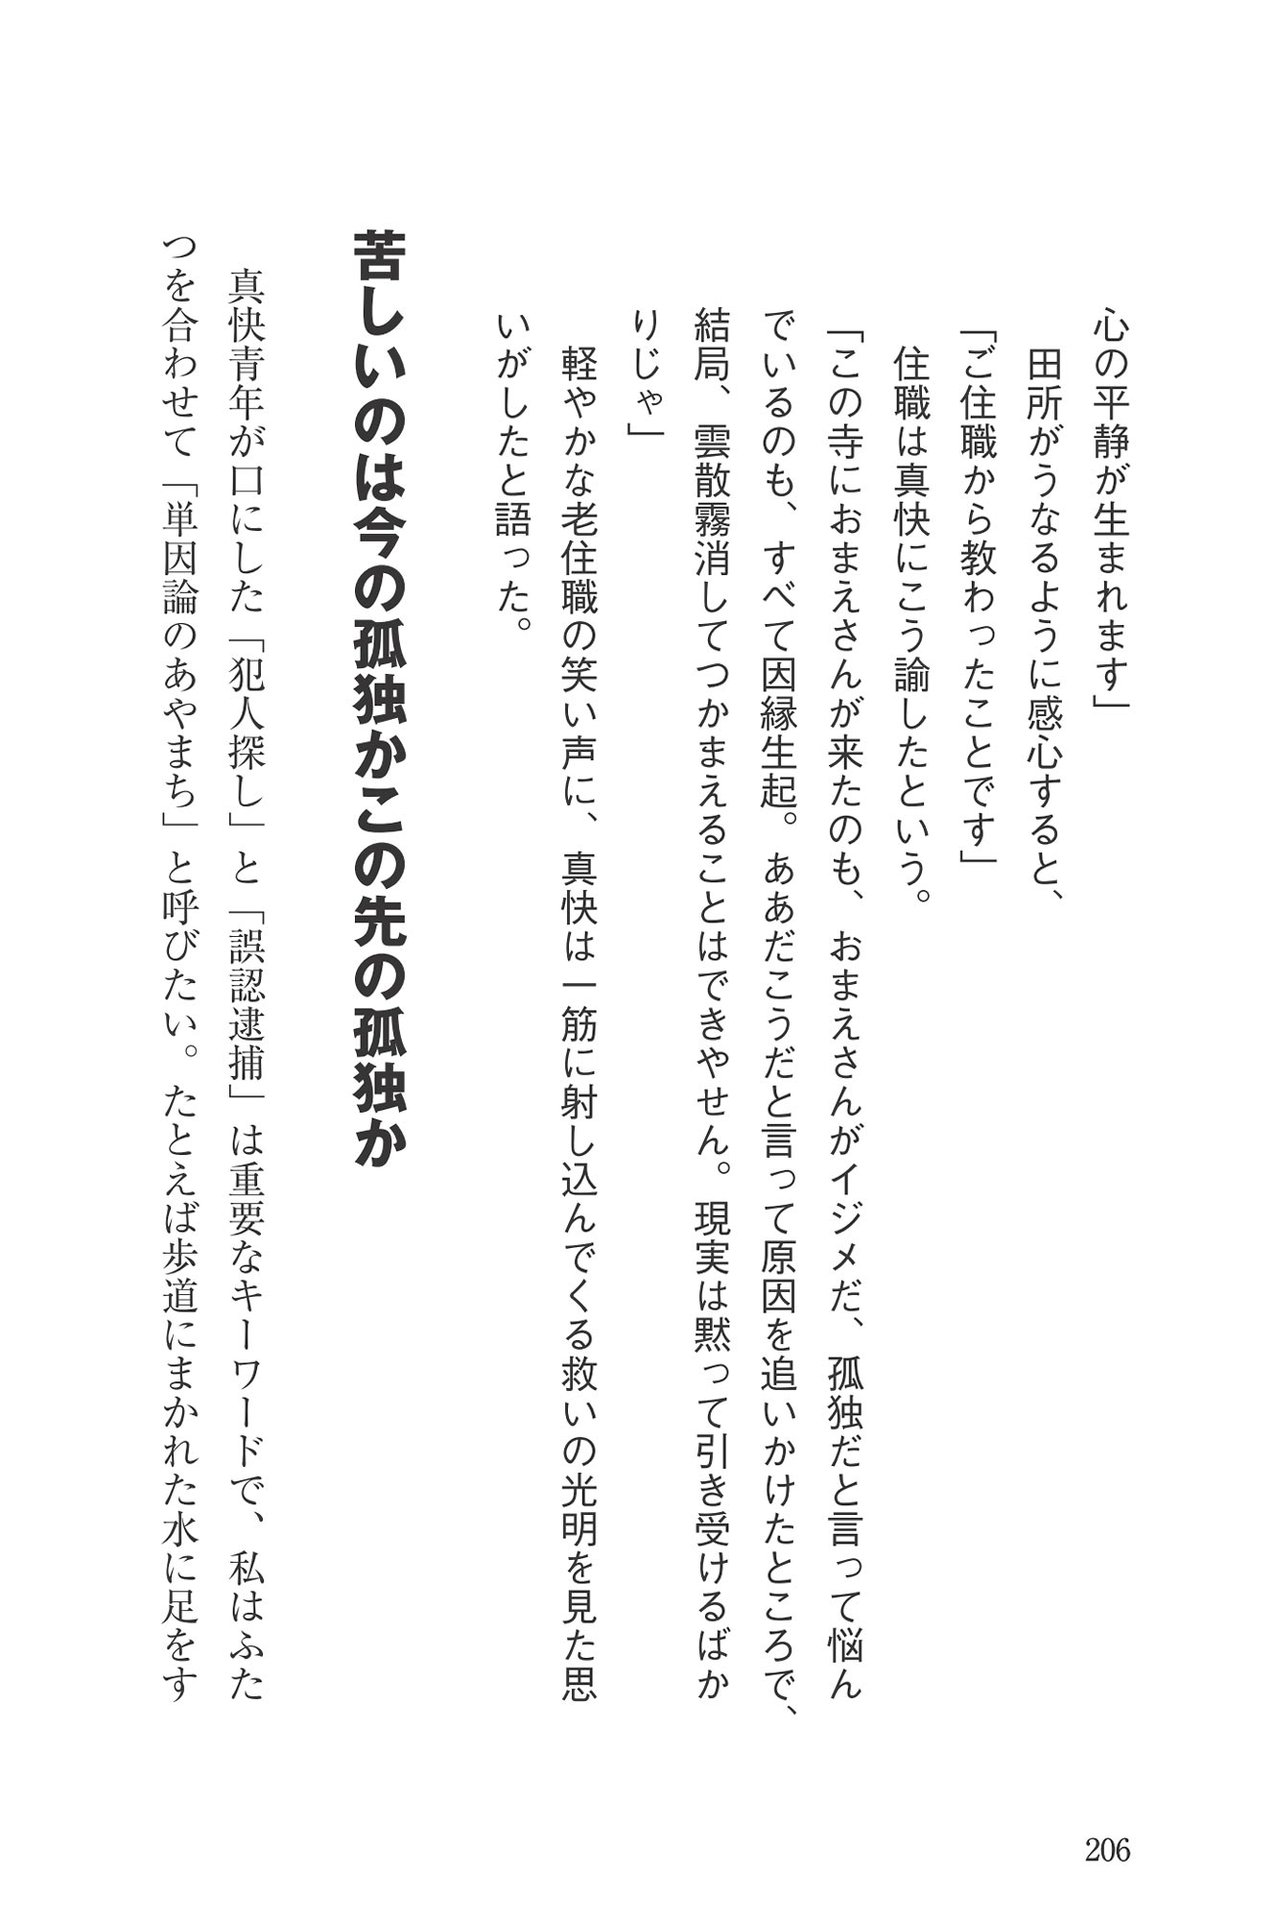 心の平静が生まれます」
田所がうなるように感心すると、
「ご住職から教わったことです」
住職は真快にこう諭したという。
「この寺におまえさんが来たのも、おまえさんがイジメだ、孤独だと言って悩ん
でいるのも、すべて因縁生起。ああだこうだと言って原因を追いかけたところで、
結局、雲散霧消してつかまえることはできやせん。現実は黙って引き受けるばか
りじゃ」
軽やかな老住職の笑い声に、真快は一筋に射し込んでくる救いの光明を見た思
いがしたと語った。
苦しいのは今の孤独かこの先の孤独か
真快青年が口にした「犯人探し」と「誤認逮捕」は重要なキーワードで、私はふた
つを合わせて「単因論のあやまち」と呼びたい。たとえば歩道にまかれた水に足をす
206